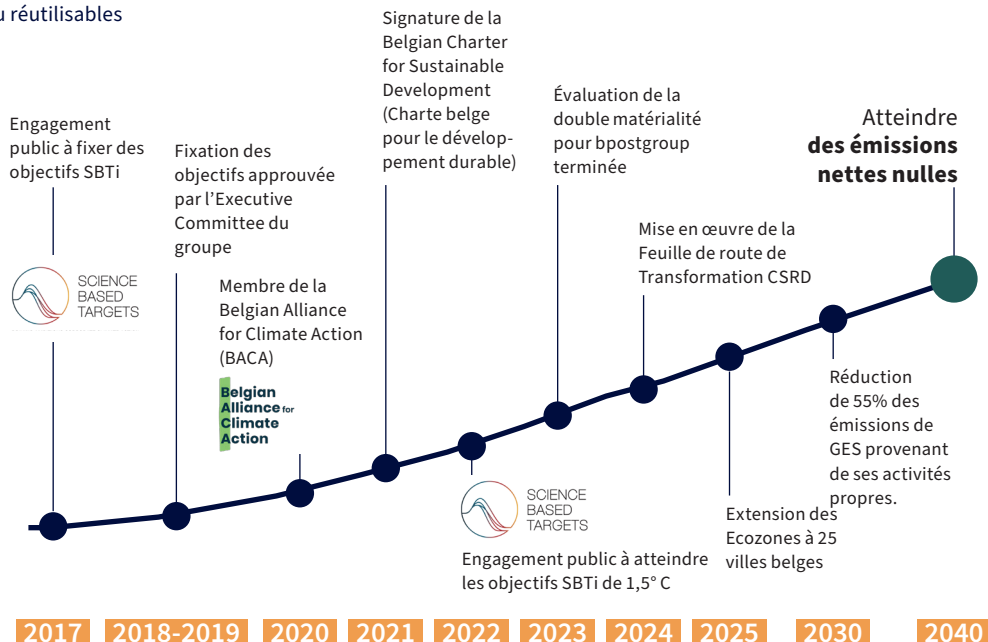 u réutilisables
Engagement
public à fixer des
objectifs SBTi
SCIENCE
BASED
TARGETS
Fixation des
objectifs approuvée
par l’Executive
Committee du
groupe
Membre de la
Belgian Alliance
for Climate Action
(BACA)
Belgian
Alliance for
Climate
Action
Signature de la
Belgian Charter
for Sustainable
Development
(Charte belge
pour le dévelop-
pement durable)
SCIENCE
BASED
TARGETS
Engagement public à atteindre
les objectifs SBTi de 1,5° C
Évaluation de la
double matérialité
pour bpostgroup
terminée
Mise en œuvre de la
Feuille de route de
Transformation CSRD
Extension des
Ecozones à 25
villes belges
Réduction
de 55% des
émissions de
GES provenant
de ses activités
propres.
Atteindre
des émissions
nettes nulles
2017 2018-2019 2020 2021 2022 2023 2024 2025 2030 2040